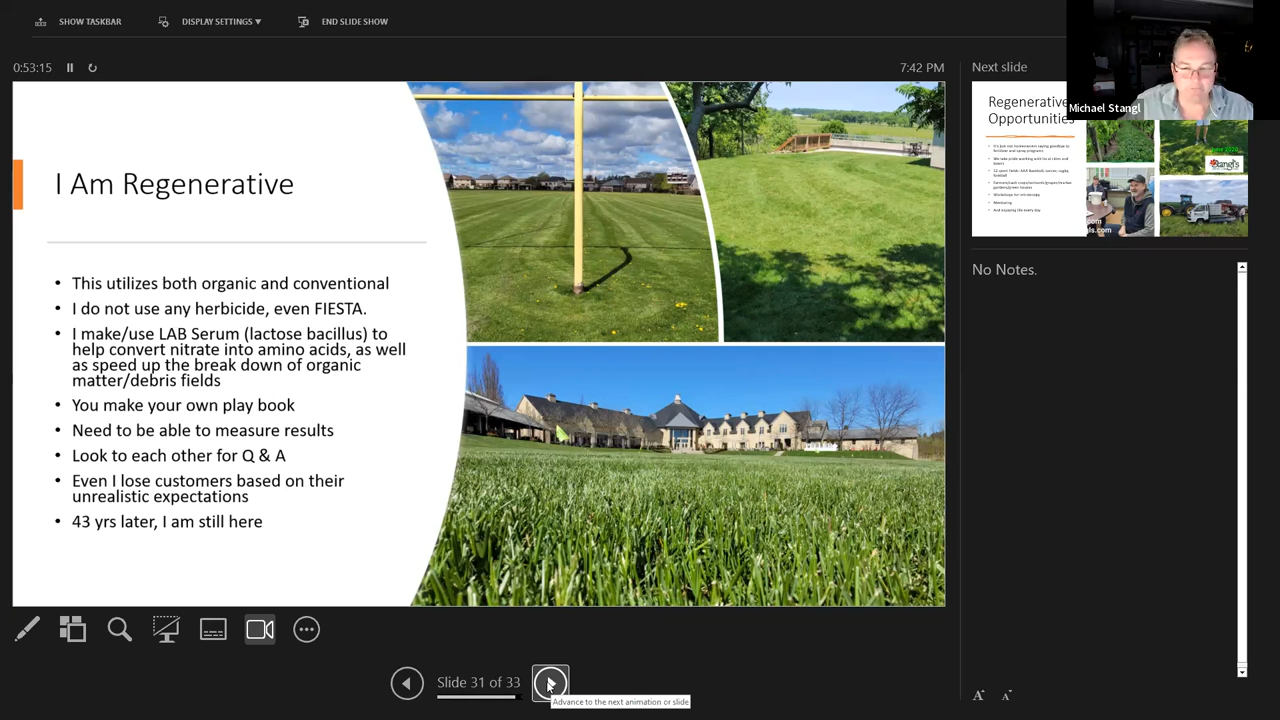 SHOW TASKBAR
DISPLAY SETTINGS ▼
END SLIDE SHOW
0:53:15
7:42 PM
Next slide
Michael Stangl
I Am Regenerative
• This utilizes both organic and conventional
• I do not use any herbicide, even FIESTA.
• I make/use LAB Serum (lactose bacillus) to
help convert nitrate into amino acids, as well
as speed up the break down of organic
matter/debris fields
• You make your own play book
• Need to be able to measure results
• Look to each other for Q & A
• Even I lose customers based on their
unrealistic expectations
• 43 yrs later, I am still here
Regenerative
Opportunities
No Notes.
Slide 31 of 33
Advance to the next animation or slide
A
A